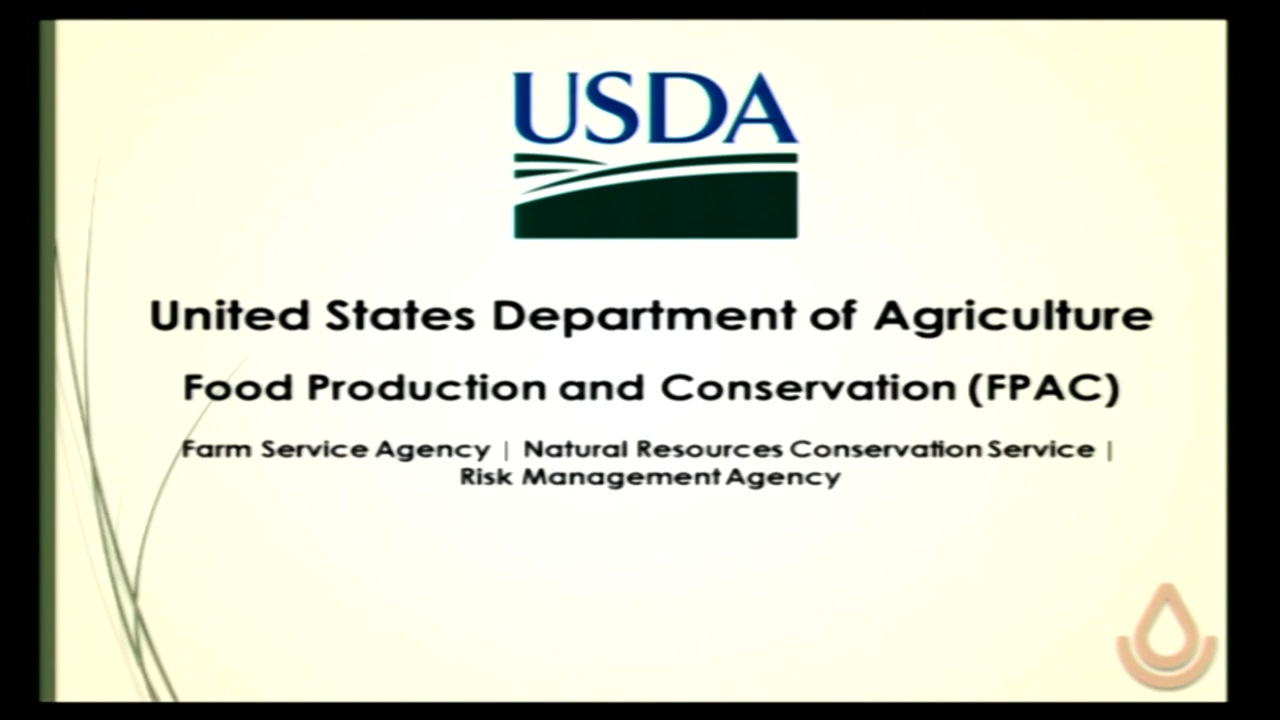 USDA
United States Department of Agriculture
Food Production and Conservation (FPAC)
Farm Service Agency | Natural Resources Conservation Service |
Risk Management Agency